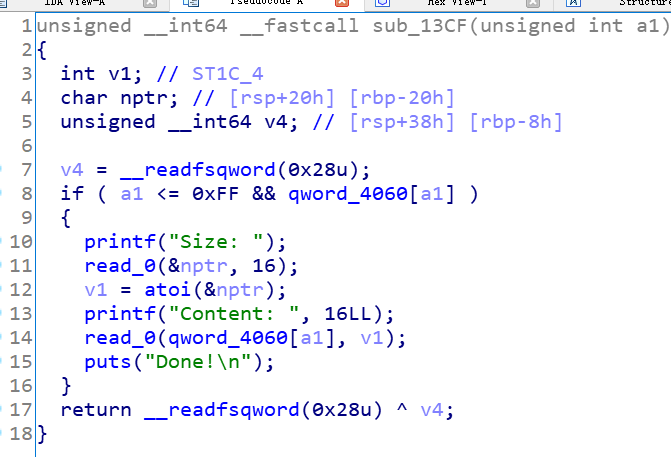 IDA View-A Pseudocode A Hex View-1 A Structure
1 unsigned __int64 __fastcall sub_13CF(unsigned int a1)
2 {
3 int v1; // ST1C_4
4 char nptr; // [rsp+20h] [rbp-20h]
5 unsigned __int64 v4; // [rsp+38h] [rbp-8h]
6
7 v4 = __readfsqword(0x28u);
8 if ( a1 <= 0xFF && qword_4060[a1] )
9 {
10 printf("Size: ");
11 read_0(&nptr, 16);
12 v1 = atoi(&nptr);
13 printf("Content: ", 16LL);
14 read_0(qword_4060[a1], v1);
15 puts("Done!\n");
16 }
17 return __readfsqword(0x28u) ^ v4;
18 }